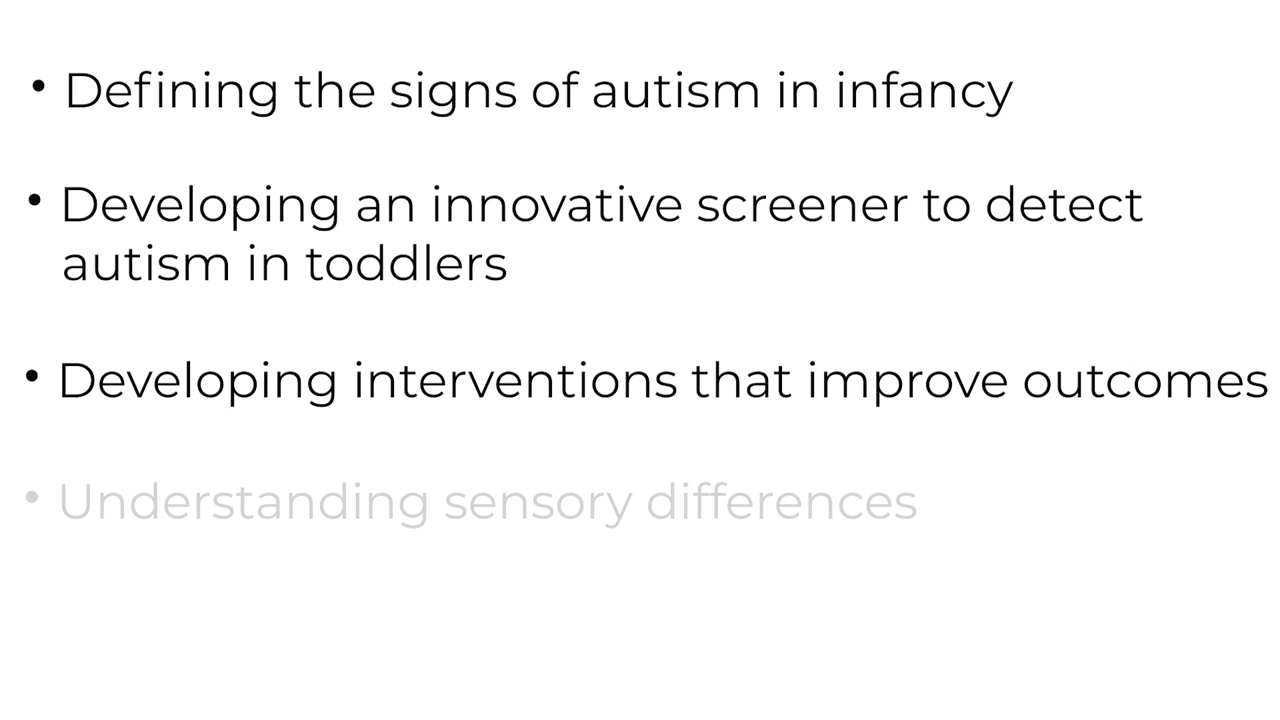 • Defining the signs of autism in infancy
• Developing an innovative screener to detect
autism in toddlers
• Developing interventions that improve outcomes
• Understanding sensory differences